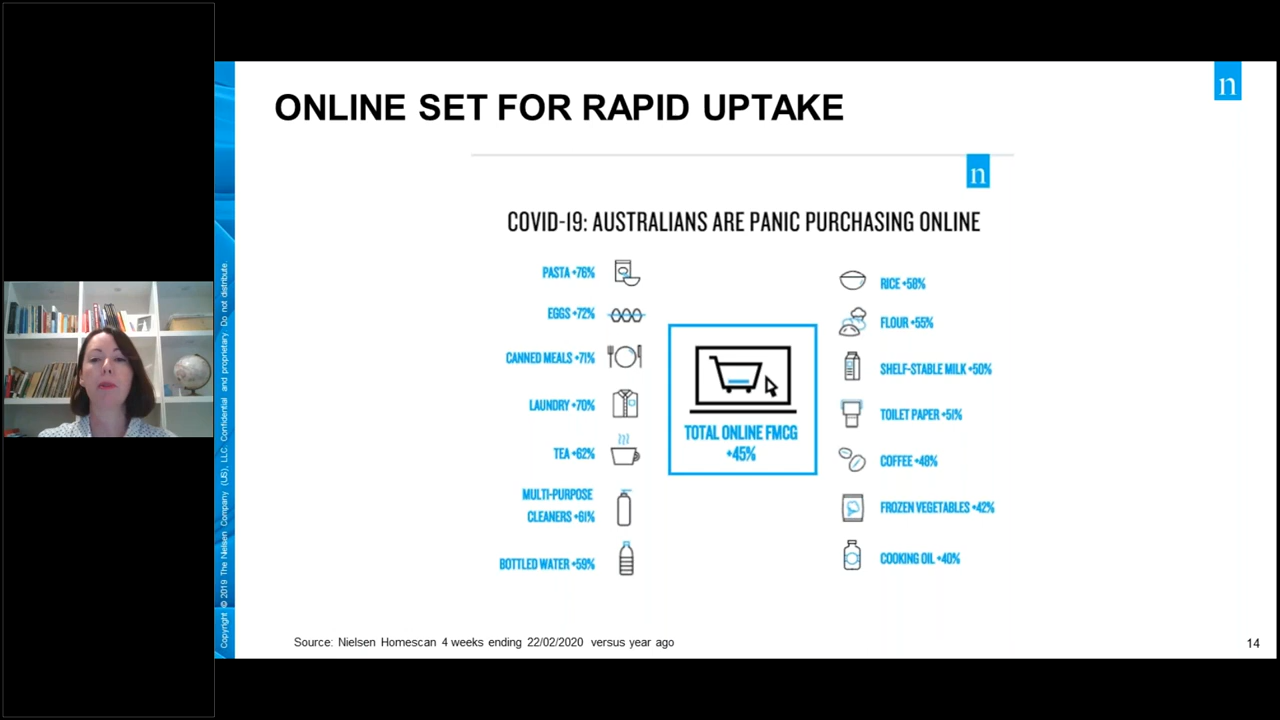 ONLINE SET FOR RAPID UPTAKE
n
n
COVID-19: AUSTRALIANS ARE PANIC PURCHASING ONLINE
PASTA +76%
EGGS +72%
CANNED MEALS +71%
LAUNDRY +70%
TEA +62%
MULTI-PURPOSE
CLEANERS +61%
BOTTLED WATER +59%
TOTAL ONLINE FMCG
+45%
RICE +58%
FLOUR +55%
SHELF-STABLE MILK +50%
TOILET PAPER +51%
COFFEE +48%
FROZEN VEGETABLES +42%
COOKING OIL +40%
Source: Nielsen Homescan 4 weeks ending 22/02/2020 versus year ago
14
Copyright © 2019 The Nielsen Company (US), LLC. Confidential and proprietary. Do not distribute.